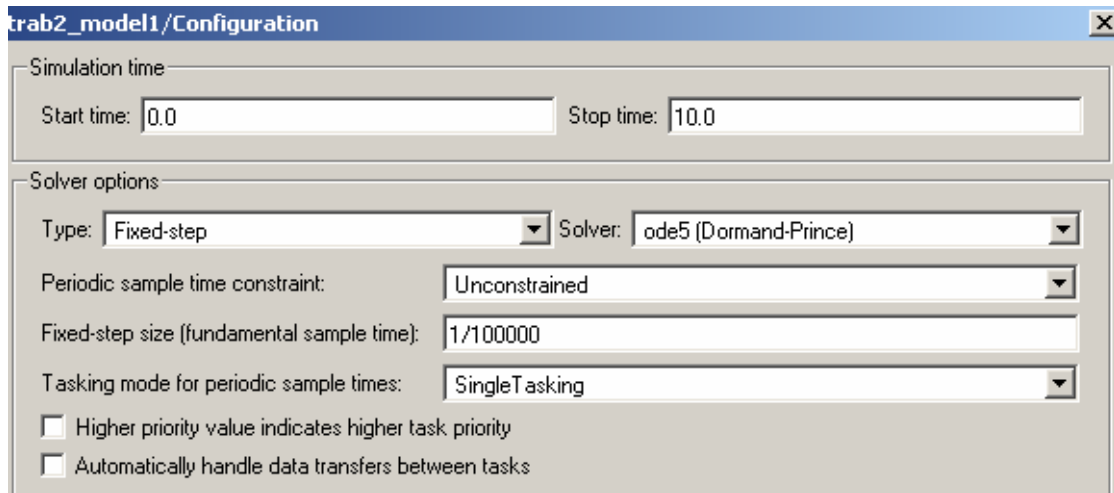 trab2_model1/Configuration
Simulation time
Start time: 0.0 Stop time: 10.0
Solver options
Type: Fixed-step Solver: ode5 (Dormand-Prince)
Periodic sample time constraint: Unconstrained
Fixed-step size (fundamental sample time): 1/100000
Tasking mode for periodic sample times: SingleTasking
Higher priority value indicates higher task priority
Automatically handle data transfers between tasks